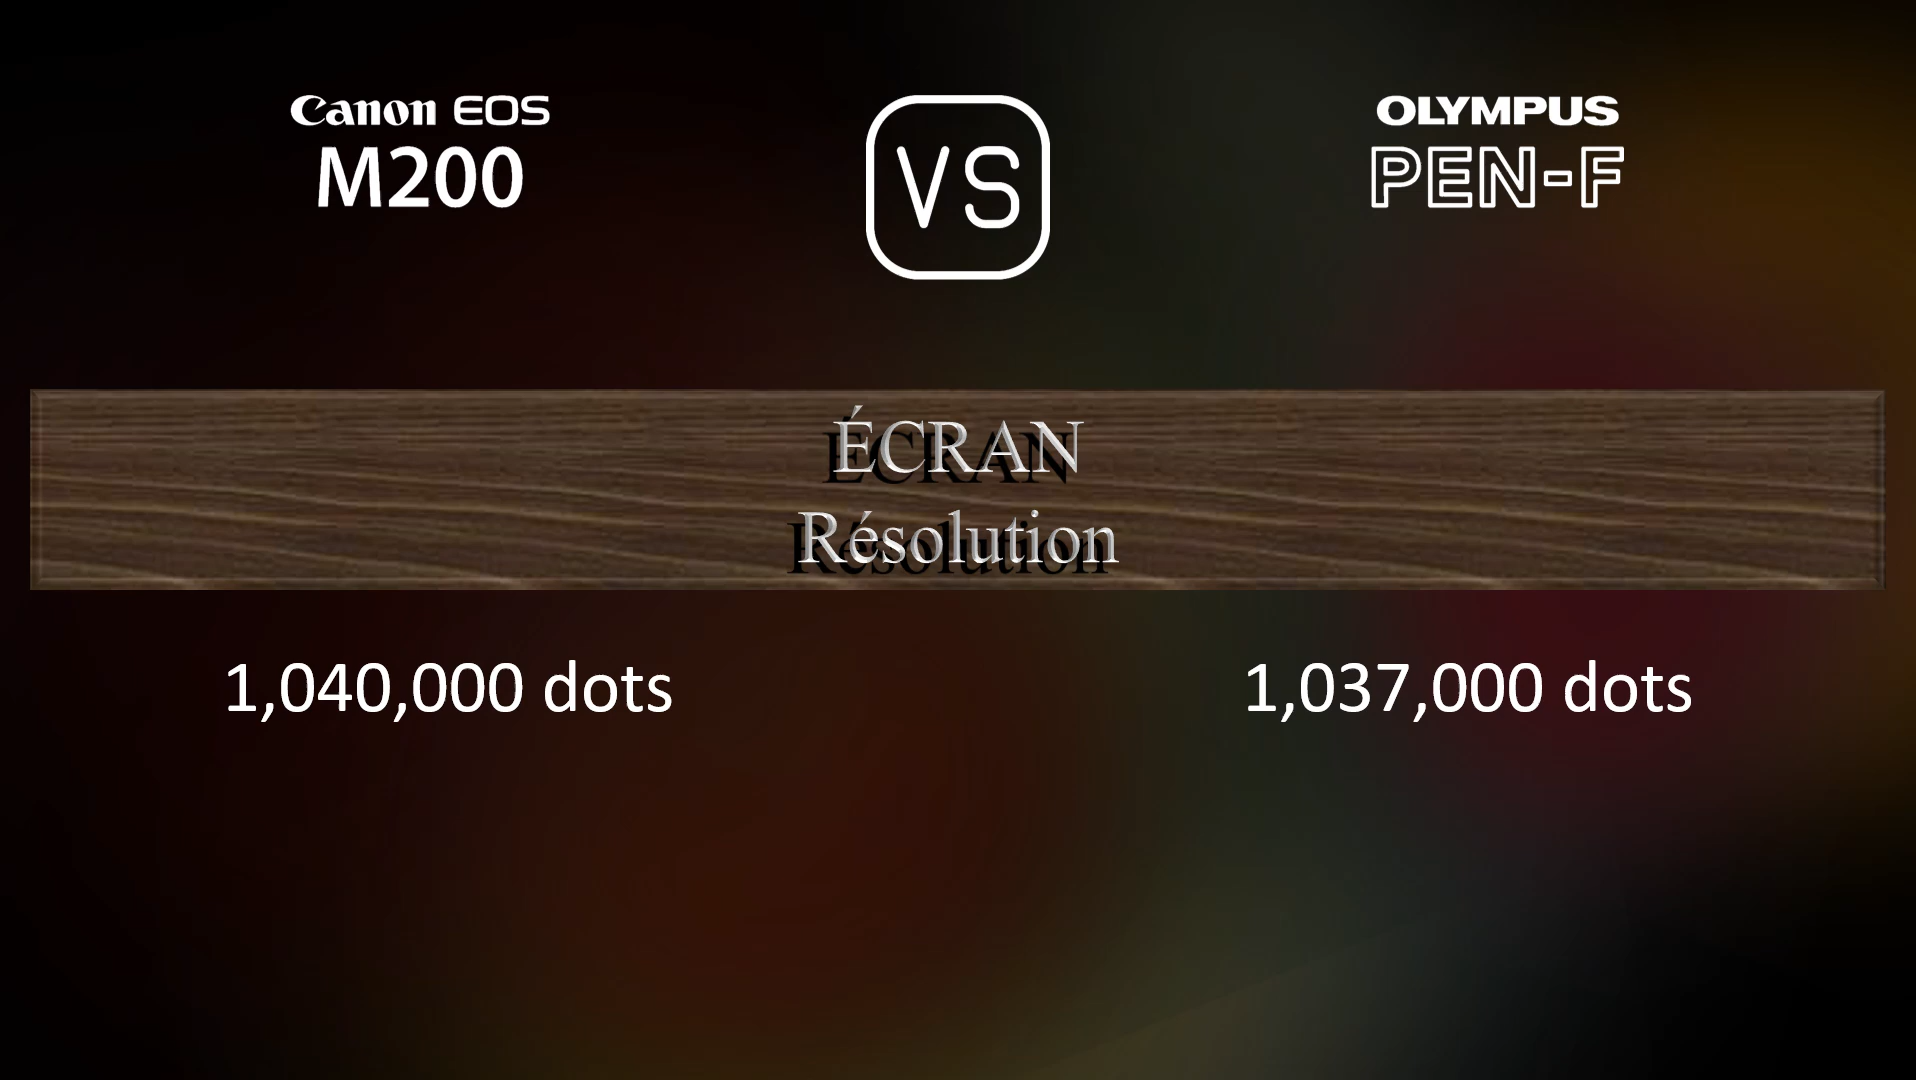 Canon EOS
M200
VS
OLYMPUS
PEN-F
ÉCRAN
Résolution
1,040,000 dots
1,037,000 dots